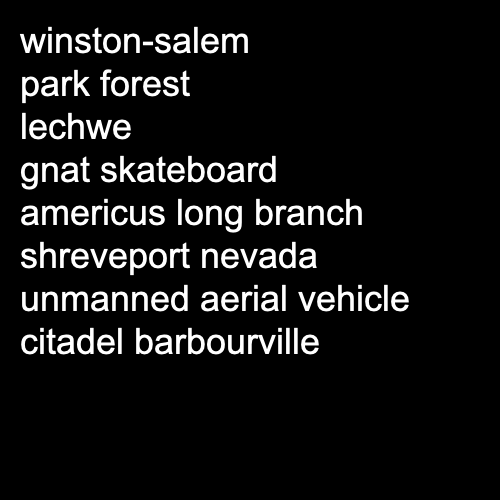 winston-salem
park forest
lechwe
gnat skateboard
americus long branch
shreveport nevada
unmanned aerial vehicle
citadel barbourville